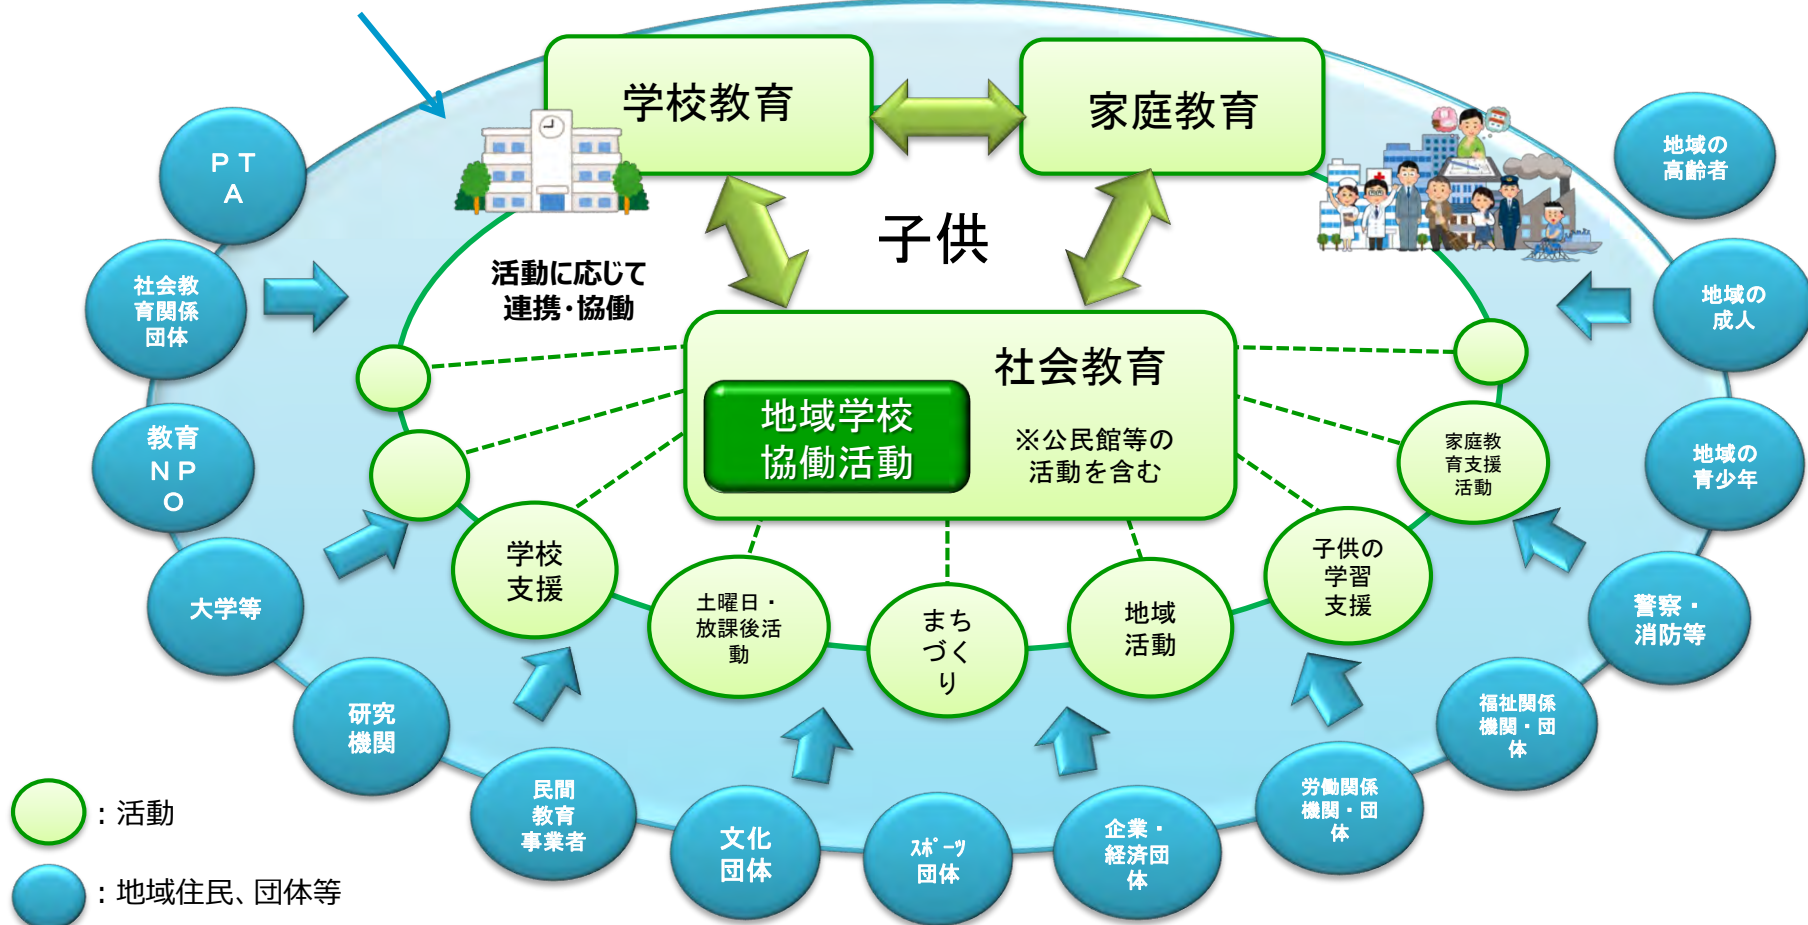 学校教育
家庭教育
子供
活動に応じて
連携・協働
社会教育
地域学校
協働活動
※公民館等の
活動を含む
学校
支援
土曜日・
放課後活
動
まち
づく
り
地域
活動
子供の
学習
支援
家庭教
育支援
活動
ＰＴ
Ａ
社会教
育関係
団体
教育
ＮＰ
Ｏ
大学等
研究
機関
民間
教育
事業者
文化
団体
ｽﾎﾟｰﾂ
団体
企業・
経済団
体
労働関係
機関・団
体
福祉関係
機関・団
体
警察・
消防等
地域の
青少年
地域の
成人
地域の
高齢者
：活動
：地域住民、団体等